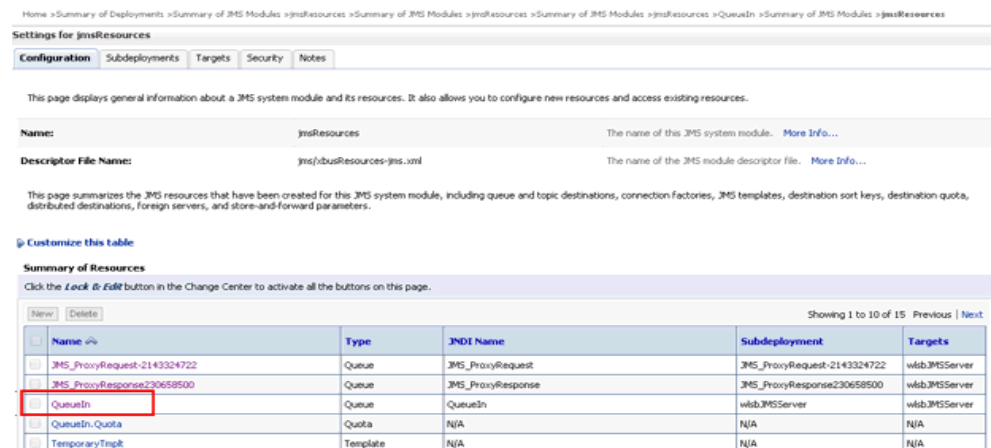 Home >Summary of Deployments >Summary of JMS Modules >jmsResources >Summary of JMS Modules >jmsResources >Summary of JMS Modules >jmsResources >QueueIn >Summary of JMS Modules >jmsResources
Settings for jmsResources
Configuration Subdeployments Targets Security Notes
This page displays general information about a JMS system module and its resources. It also allows you to configure new resources and access existing resources.
Name: jmsResources The name of this JMS system module. More Info...
Descriptor File Name: jms/xbusResources-jms.xml The name of the JMS module descriptor file. More Info...
This page summarizes the JMS resources that have been created for this JMS system module, including queue and topic destinations, connection factories, JMS templates, destination sort keys, destination quota,
distributed destinations, foreign servers, and store-and-forward parameters.
Customize this table
Summary of Resources
Click the Lock & Edit button in the Change Center to activate all the buttons on this page.
New Delete Showing 1 to 10 of 15 Previous | Next
Name Type JNDI Name Subdeployment Targets
JMS_ProxyRequest-2143324722 Queue JMS_ProxyRequest JMS_ProxyRequest-2143324722 wlsbJMSServer
JMS_ProxyResponse230658500 Queue JMS_ProxyResponse JMS_ProxyResponse230658500 wlsbJMSServer
QueueIn Queue QueueIn wlsbJMSServer wlsbJMSServer
QueueIn.Quota Quota N/A N/A N/A
TemporaryTmplt Template N/A N/A N/A